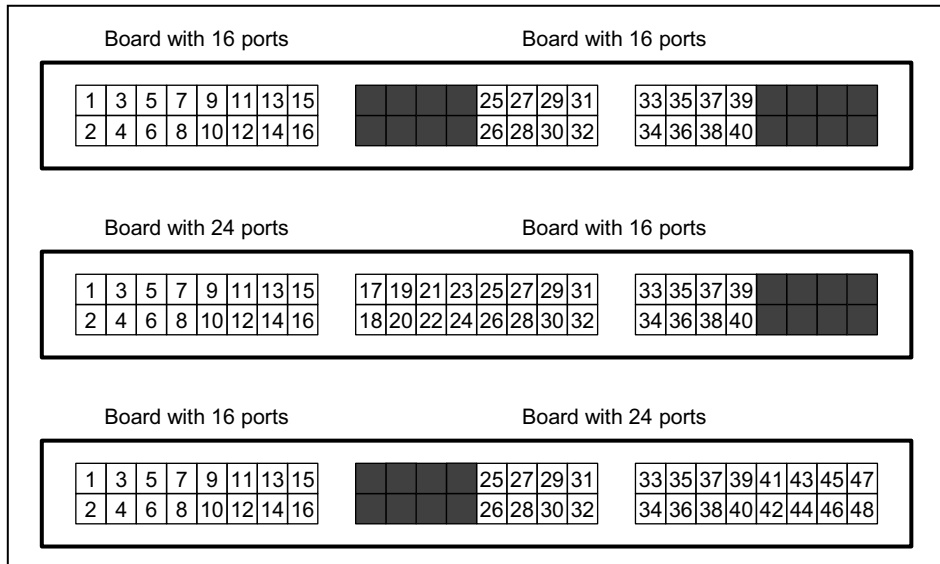 Board with 16 ports Board with 16 ports
1 3 5 7 9 11 13 15 25 27 29 31 33 35 37 39
2 4 6 8 10 12 14 16 26 28 30 32 34 36 38 40
Board with 24 ports Board with 16 ports
1 3 5 7 9 11 13 15 17 19 21 23 25 27 29 31 33 35 37 39
2 4 6 8 10 12 14 16 18 20 22 24 26 28 30 32 34 36 38 40
Board with 16 ports Board with 24 ports
1 3 5 7 9 11 13 15 25 27 29 31 33 35 37 39 41 43 45 47
2 4 6 8 10 12 14 16 26 28 30 32 34 36 38 40 42 44 46 48